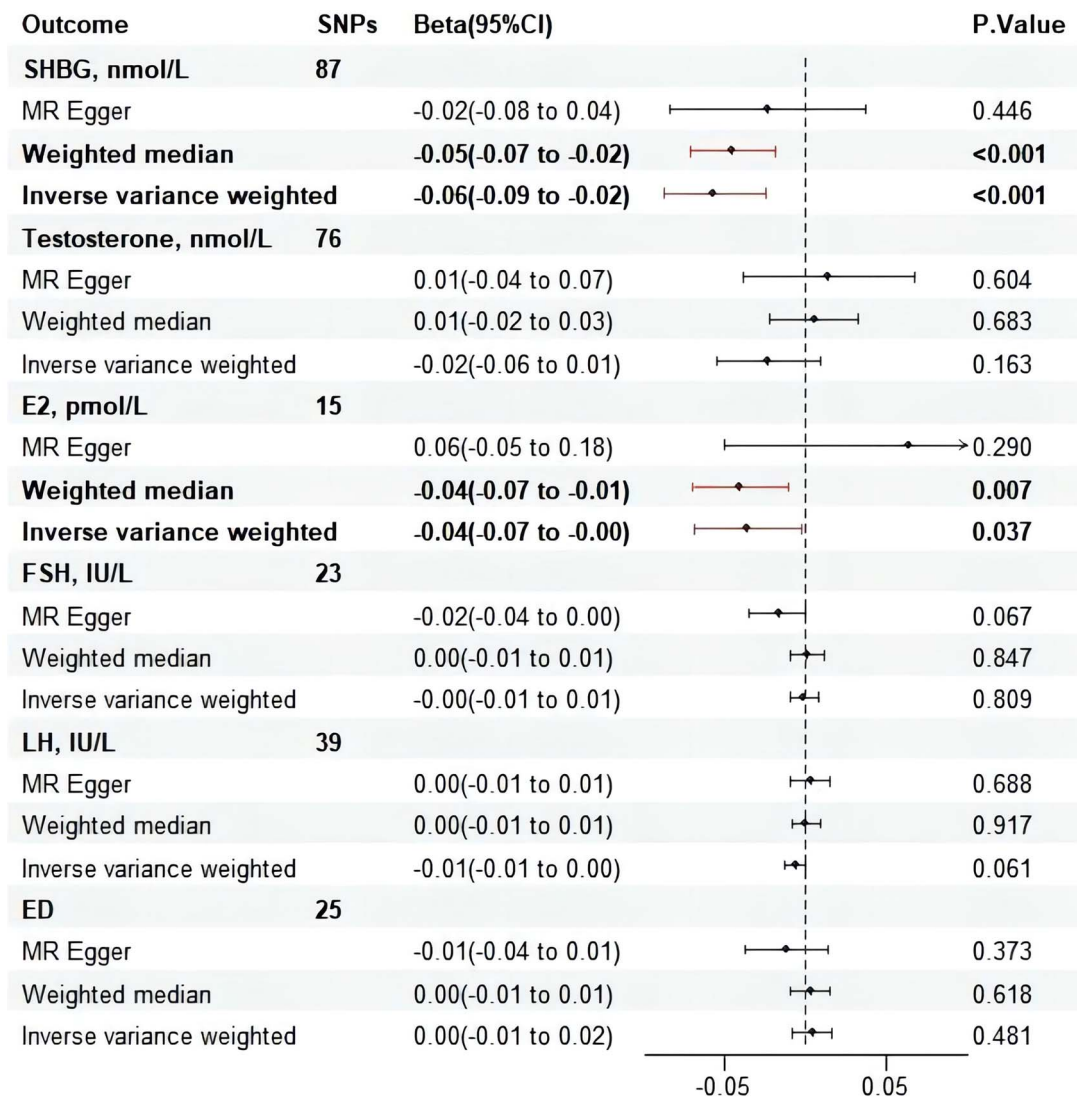 Outcome SNPs Beta(95%CI) P.Value
SHBG, nmol/L 87
MR Egger -0.02(-0.08 to 0.04) 0.446
Weighted median -0.05(-0.07 to -0.02) <0.001
Inverse variance weighted -0.06(-0.09 to -0.02) <0.001
Testosterone, nmol/L 76
MR Egger 0.01(-0.04 to 0.07) 0.604
Weighted median 0.01(-0.02 to 0.03) 0.683
Inverse variance weighted -0.02(-0.06 to 0.01) 0.163
E2, pmol/L 15
MR Egger 0.06(-0.05 to 0.18) 0.290
Weighted median -0.04(-0.07 to -0.01) 0.007
Inverse variance weighted -0.04(-0.07 to -0.00) 0.037
FSH, IU/L 23
MR Egger -0.02(-0.04 to 0.00) 0.067
Weighted median 0.00(-0.01 to 0.01) 0.847
Inverse variance weighted -0.00(-0.01 to 0.01) 0.809
LH, IU/L 39
MR Egger 0.00(-0.01 to 0.01) 0.688
Weighted median 0.00(-0.01 to 0.01) 0.917
Inverse variance weighted -0.01(-0.01 to 0.00) 0.061
ED 25
MR Egger -0.01(-0.04 to 0.01) 0.373
Weighted median 0.00(-0.01 to 0.01) 0.618
Inverse variance weighted 0.00(-0.01 to 0.02) 0.481
-0.05 0.05